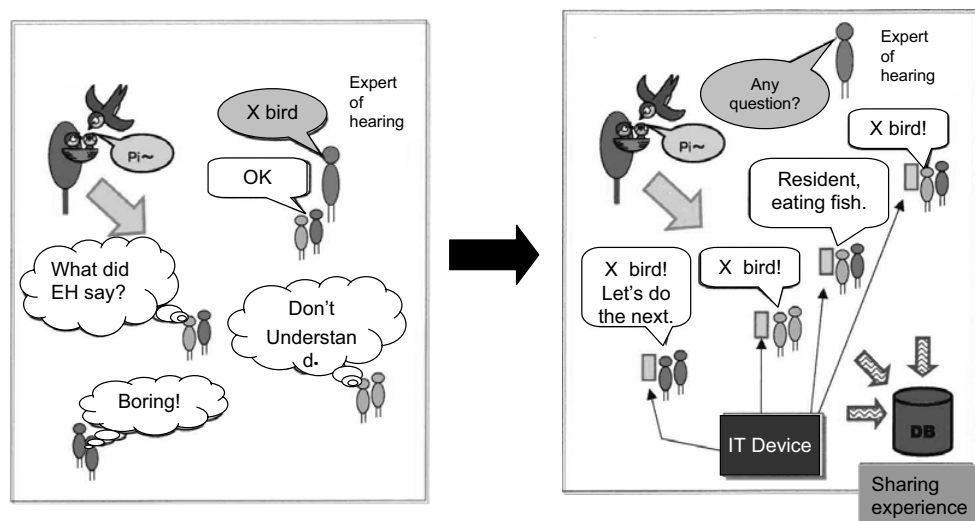 Expert
of
hearing
X bird
Pi~
OK
What did
EH say?
Don't
Understan
d.
Boring!
Expert
of
hearing
Any
question?
X bird!
Pi~
Resident,
eating fish.
X bird!
Let's do
the next.
X bird!
IT Device
DB
Sharing
experience